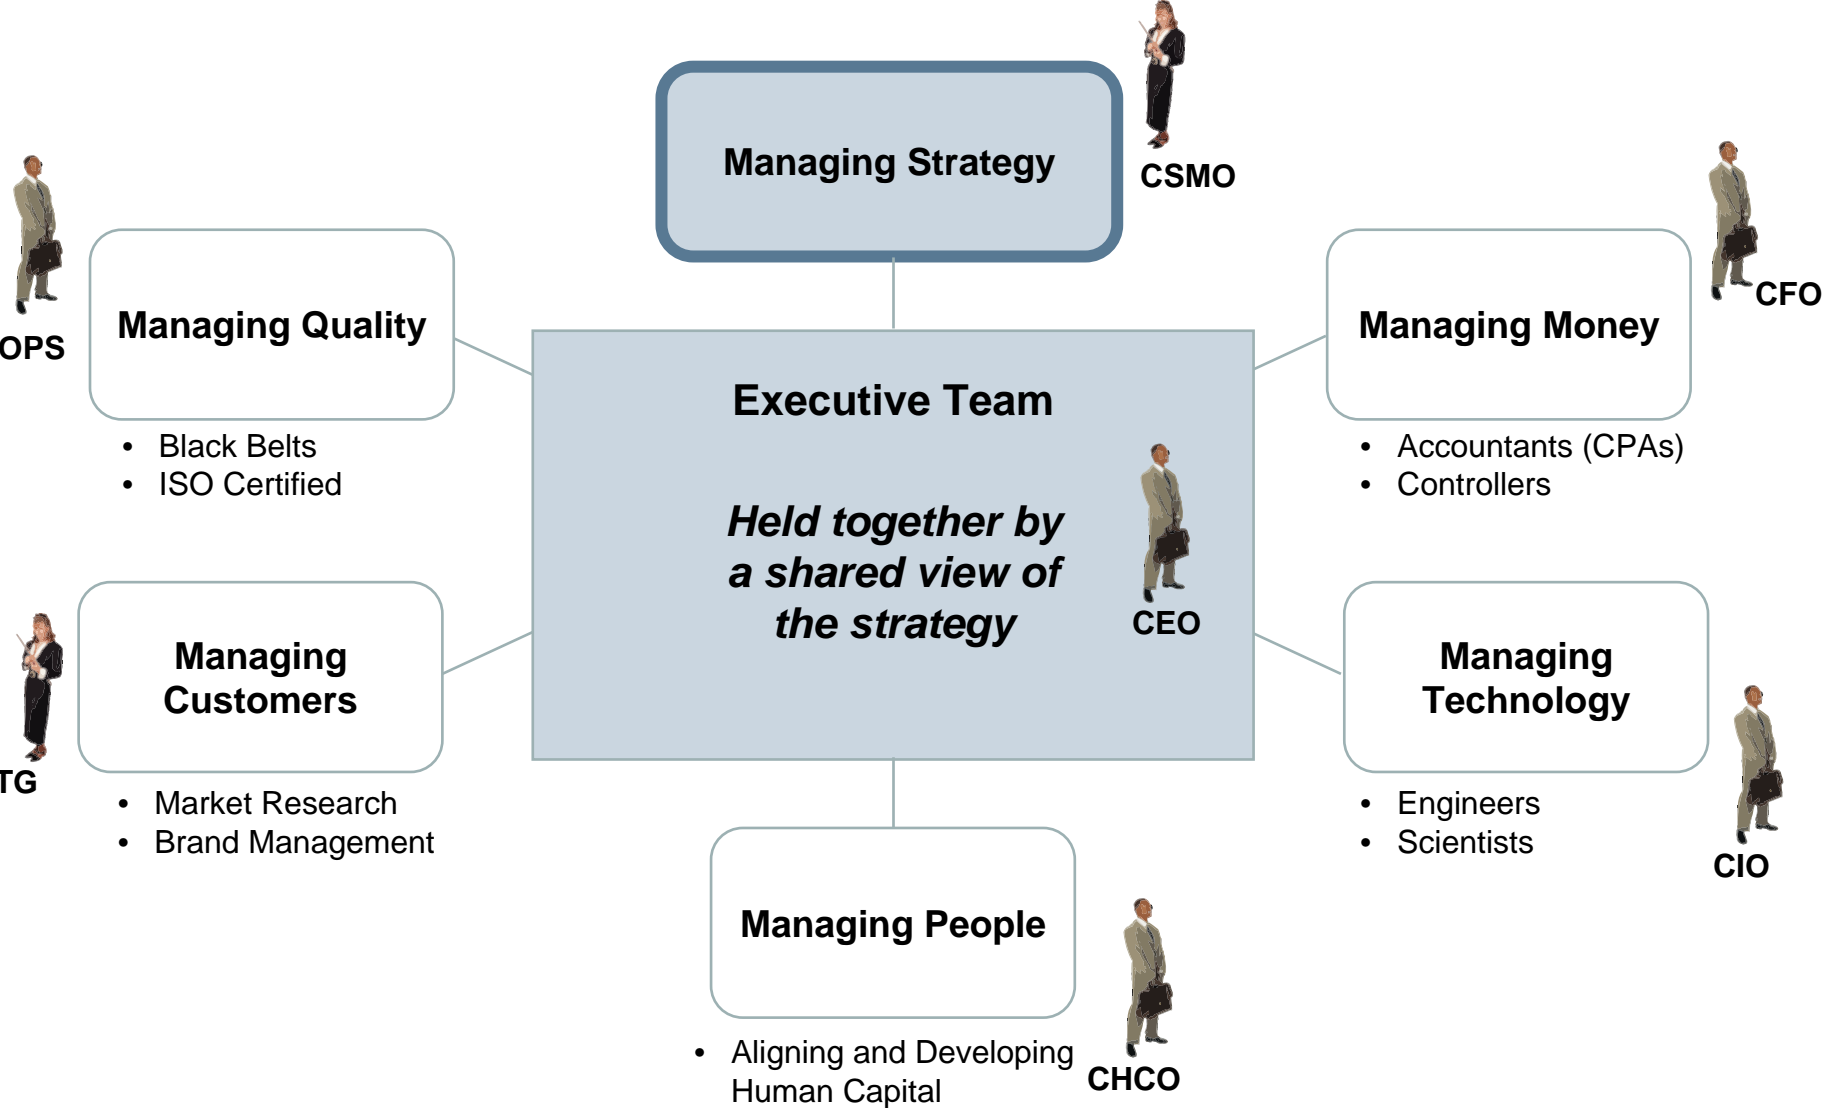 Managing Strategy
CSMO
OPS
Managing Quality
• Black Belts
• ISO Certified
Managing Money
CFO
• Accountants (CPAs)
• Controllers
Executive Team
Held together by
a shared view of
the strategy
CEO
TG
Managing
Customers
• Market Research
• Brand Management
Managing
Technology
CIO
• Engineers
• Scientists
Managing People
CHCO
• Aligning and Developing
Human Capital